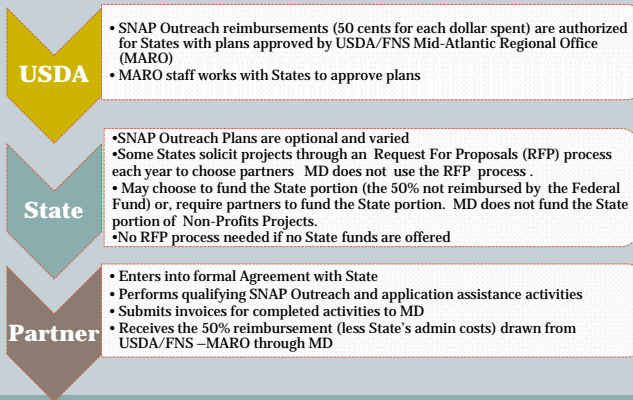 USDA
• SNAP Outreach reimbursements (50 cents for each dollar spent) are authorized
for States with plans approved by USDA/FNS Mid-Atlantic Regional Office
(MARO)
• MARO staff works with States to approve plans
State
•SNAP Outreach Plans are optional and varied
•Some States solicit projects through an Request For Proposals (RFP) process
each year to choose partners MD does not use the RFP process .
• May choose to fund the State portion (the 50% not reimbursed by the Federal
Fund) or, require partners to fund the State portion. MD does not fund the State
portion of Non-Profits Projects.
•No RFP process needed if no State funds are offered
Partner
• Enters into formal Agreement with State
• Performs qualifying SNAP Outreach and application assistance activities
• Submits invoices for completed activities to MD
• Receives the 50% reimbursement (less State's admin costs) drawn from
USDA/FNS –MARO through MD